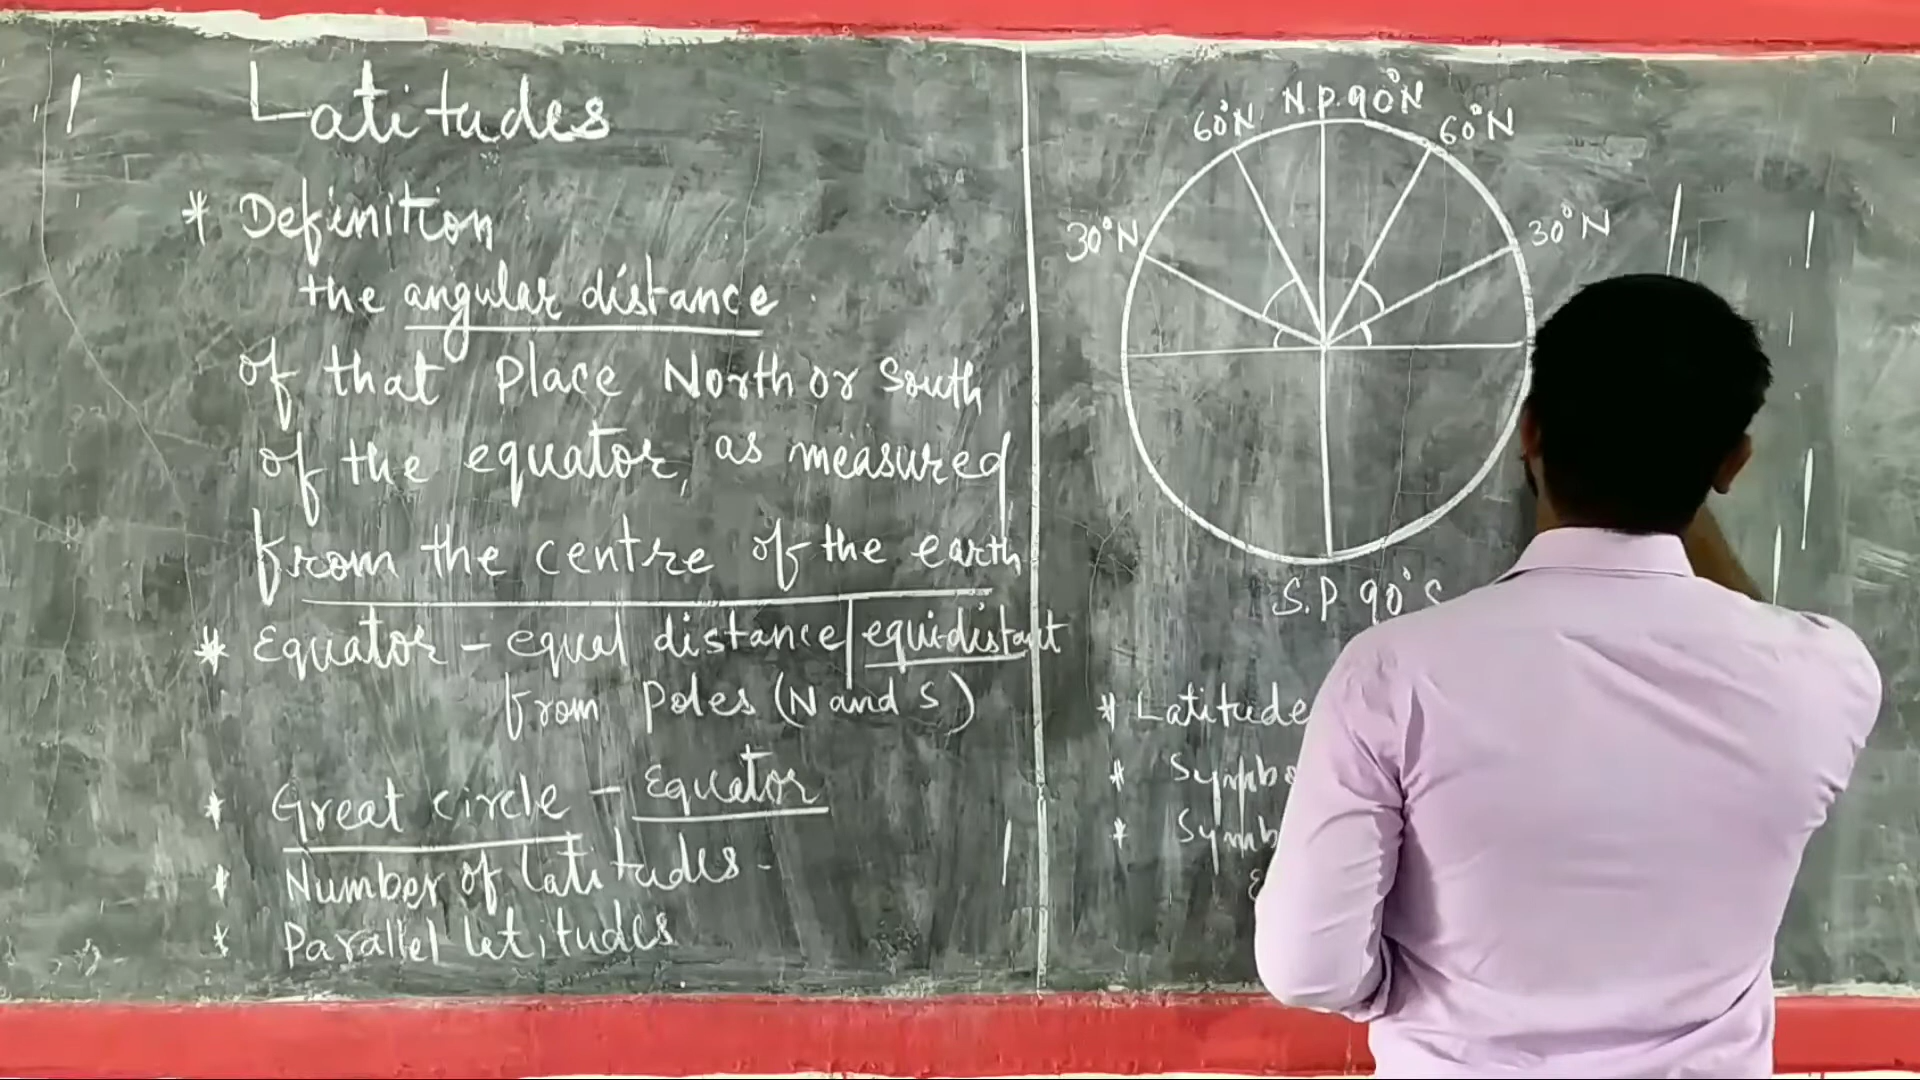 Latitudes
* Definition
the angular distance
of that place North or South
of the equator, as measured
from the centre of the earth
* Equator - equal distance | equi-distant
from poles (N and S)
* Great circle - Equator
* Number of latitudes -
* Parallel latitudes
60°N N.P. 90°N 60°N
30°N 30°N
S.P 90°S
* Latitude
*
*